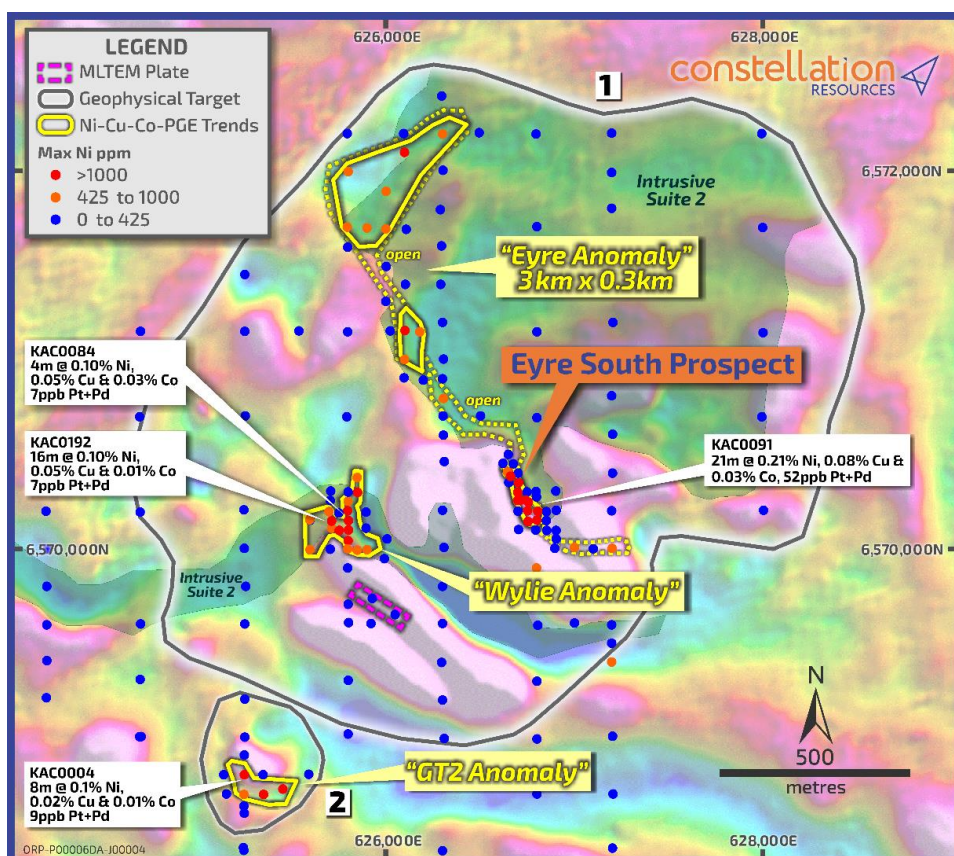 626,000E
628,000E
LEGEND
MLTEM Plate
Geophysical Target
Ni-Cu-Co-PGE Trends
Max Ni ppm
>1000
425 to 1000
0 to 425
1
constellation
RESOURCES
6,572,000N
Intrusive
Suite 2
open
"Eyre Anomaly"
3km x 0.3km
KAC0084
4m @ 0.10% Ni,
0.05% Cu & 0.03% Co
7ppb Pt+Pd
Eyre South Prospect
open
KAC0192
16m @ 0.10% Ni,
0.05% Cu & 0.01% Co
7ppb Pt+Pd
KAC0091
21m @ 0.21% Ni, 0.08% Cu &
0.03% Co, 52ppb Pt+Pd
6,570,000N
6,570,000N
Intrusive
Suite 2
"Wylie Anomaly"
N
500
metres
"GT2 Anomaly"
KAC0004
8m @ 0.1% Ni,
0.02% Cu & 0.01% Co
9ppb Pt+Pd
2
626,000E
628,000E
ORP-P00006DA-J00004